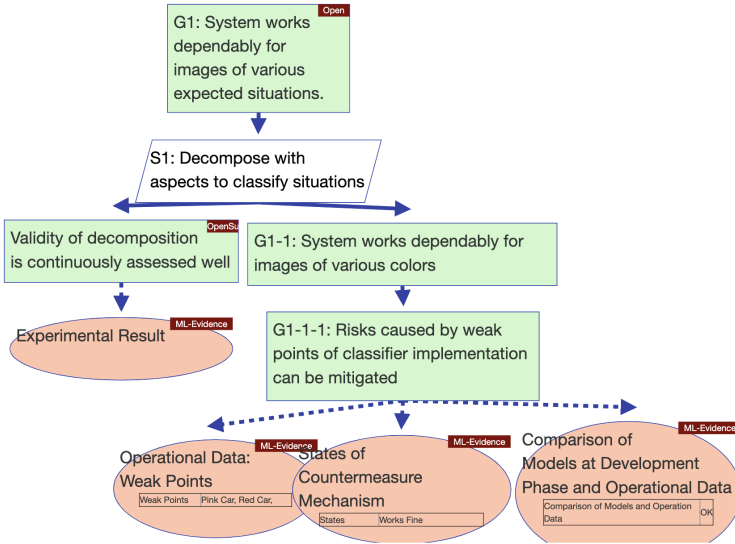 Open
G1: System works
dependably for
images of various
expected situations.
S1: Decompose with
aspects to classify situations
OpenSu
Validity of decomposition
is continuously assessed well
G1-1: System works dependably for
images of various colors
ML-Evidence
Experimental Result
G1-1-1: Risks caused by weak
points of classifier implementation
can be mitigated
ML-Evidence
Operational Data:
Weak Points
Weak Points Pink Car, Red Car,
ML-Evidence
States of
Countermeasure
Mechanism
States Works Fine
ML-Evidence
Comparison of
Models at Development
Phase and Operational Data
Comparison of Models and Operation
Data
OK